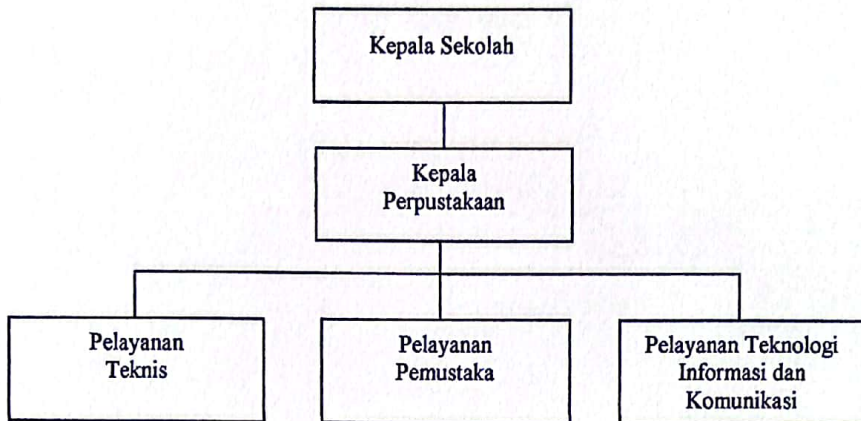 Kepala Sekolah
Kepala
Perpustakaan
Pelayanan
Teknis
Pelayanan
Pemustaka
Pelayanan Teknologi
Informasi dan
Komunikasi